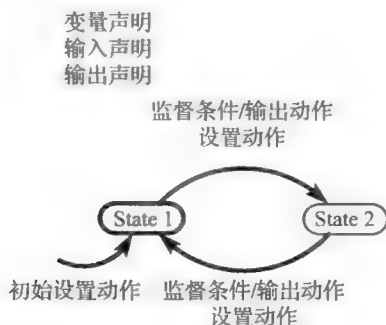 变量声明
输入声明
输出声明
监督条件/输出动作
设置动作
State 1
State 2
初始设置动作
监督条件/输出动作
设置动作